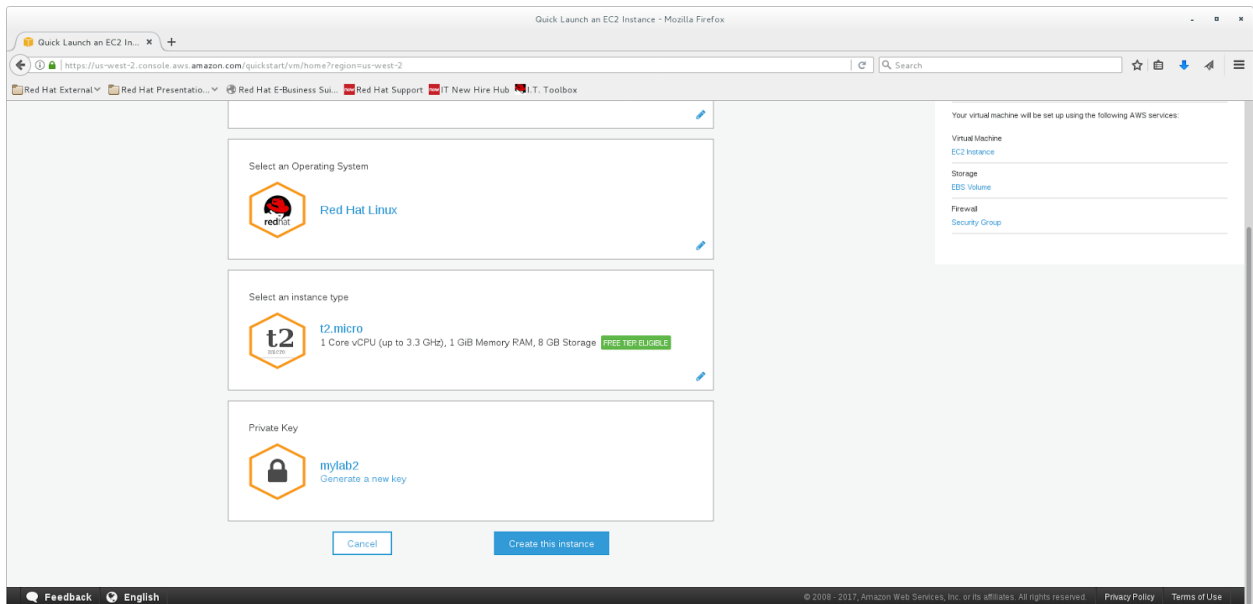 Quick Launch an EC2 Instance - Mozilla Firefox
Quick Launch an EC2 In...
https://us-west-2.console.aws.amazon.com/quickstart/vm/home?region=us-west-2
Search
Red Hat External
Red Hat Presentatio...
Red Hat E-Business Sui...
Red Hat Support
IT New Hire Hub
I.T. Toolbox
Select an Operating System
redhat
Red Hat Linux
Select an instance type
t2
micro
t2.micro
1 Core vCPU (up to 3.3 GHz), 1 GiB Memory RAM, 8 GB Storage FREE TIER ELIGIBLE
Private Key
mylab2
Generate a new key
Cancel
Create this instance
Your virtual machine will be set up using the following AWS services:
Virtual Machine
EC2 Instance
Storage
EBS Volume
Firewall
Security Group
Feedback
English
© 2008 - 2017, Amazon Web Services, Inc. or its affiliates. All rights reserved.
Privacy Policy
Terms of Use